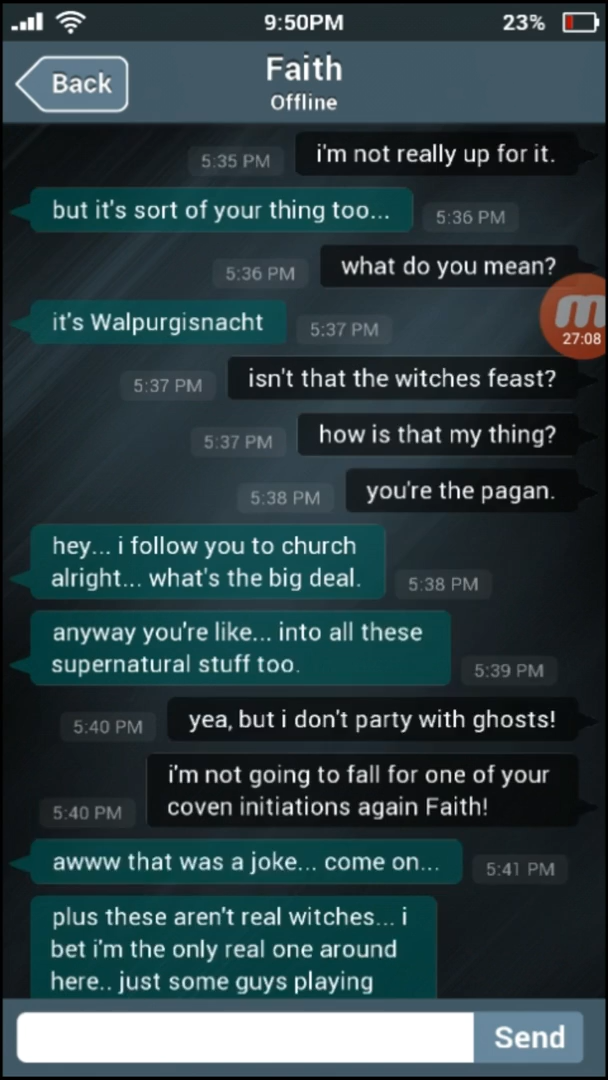 9:50PM
23%
Back
Faith
Offline
5:35 PM
i'm not really up for it.
but it's sort of your thing too...
5:36 PM
5:36 PM
what do you mean?
it's Walpurgisnacht
5:37 PM
m
27:08
5:37 PM
isn't that the witches feast?
5:37 PM
how is that my thing?
5:38 PM
you're the pagan.
hey... i follow you to church
alright... what's the big deal.
5:38 PM
anyway you're like... into all these
supernatural stuff too.
5:39 PM
5:40 PM
yea, but i don't party with ghosts!
i'm not going to fall for one of your
coven initiations again Faith!
5:40 PM
awww that was a joke... come on...
5:41 PM
plus these aren't real witches... i
bet i'm the only real one around
here.. just some guys playing
Send